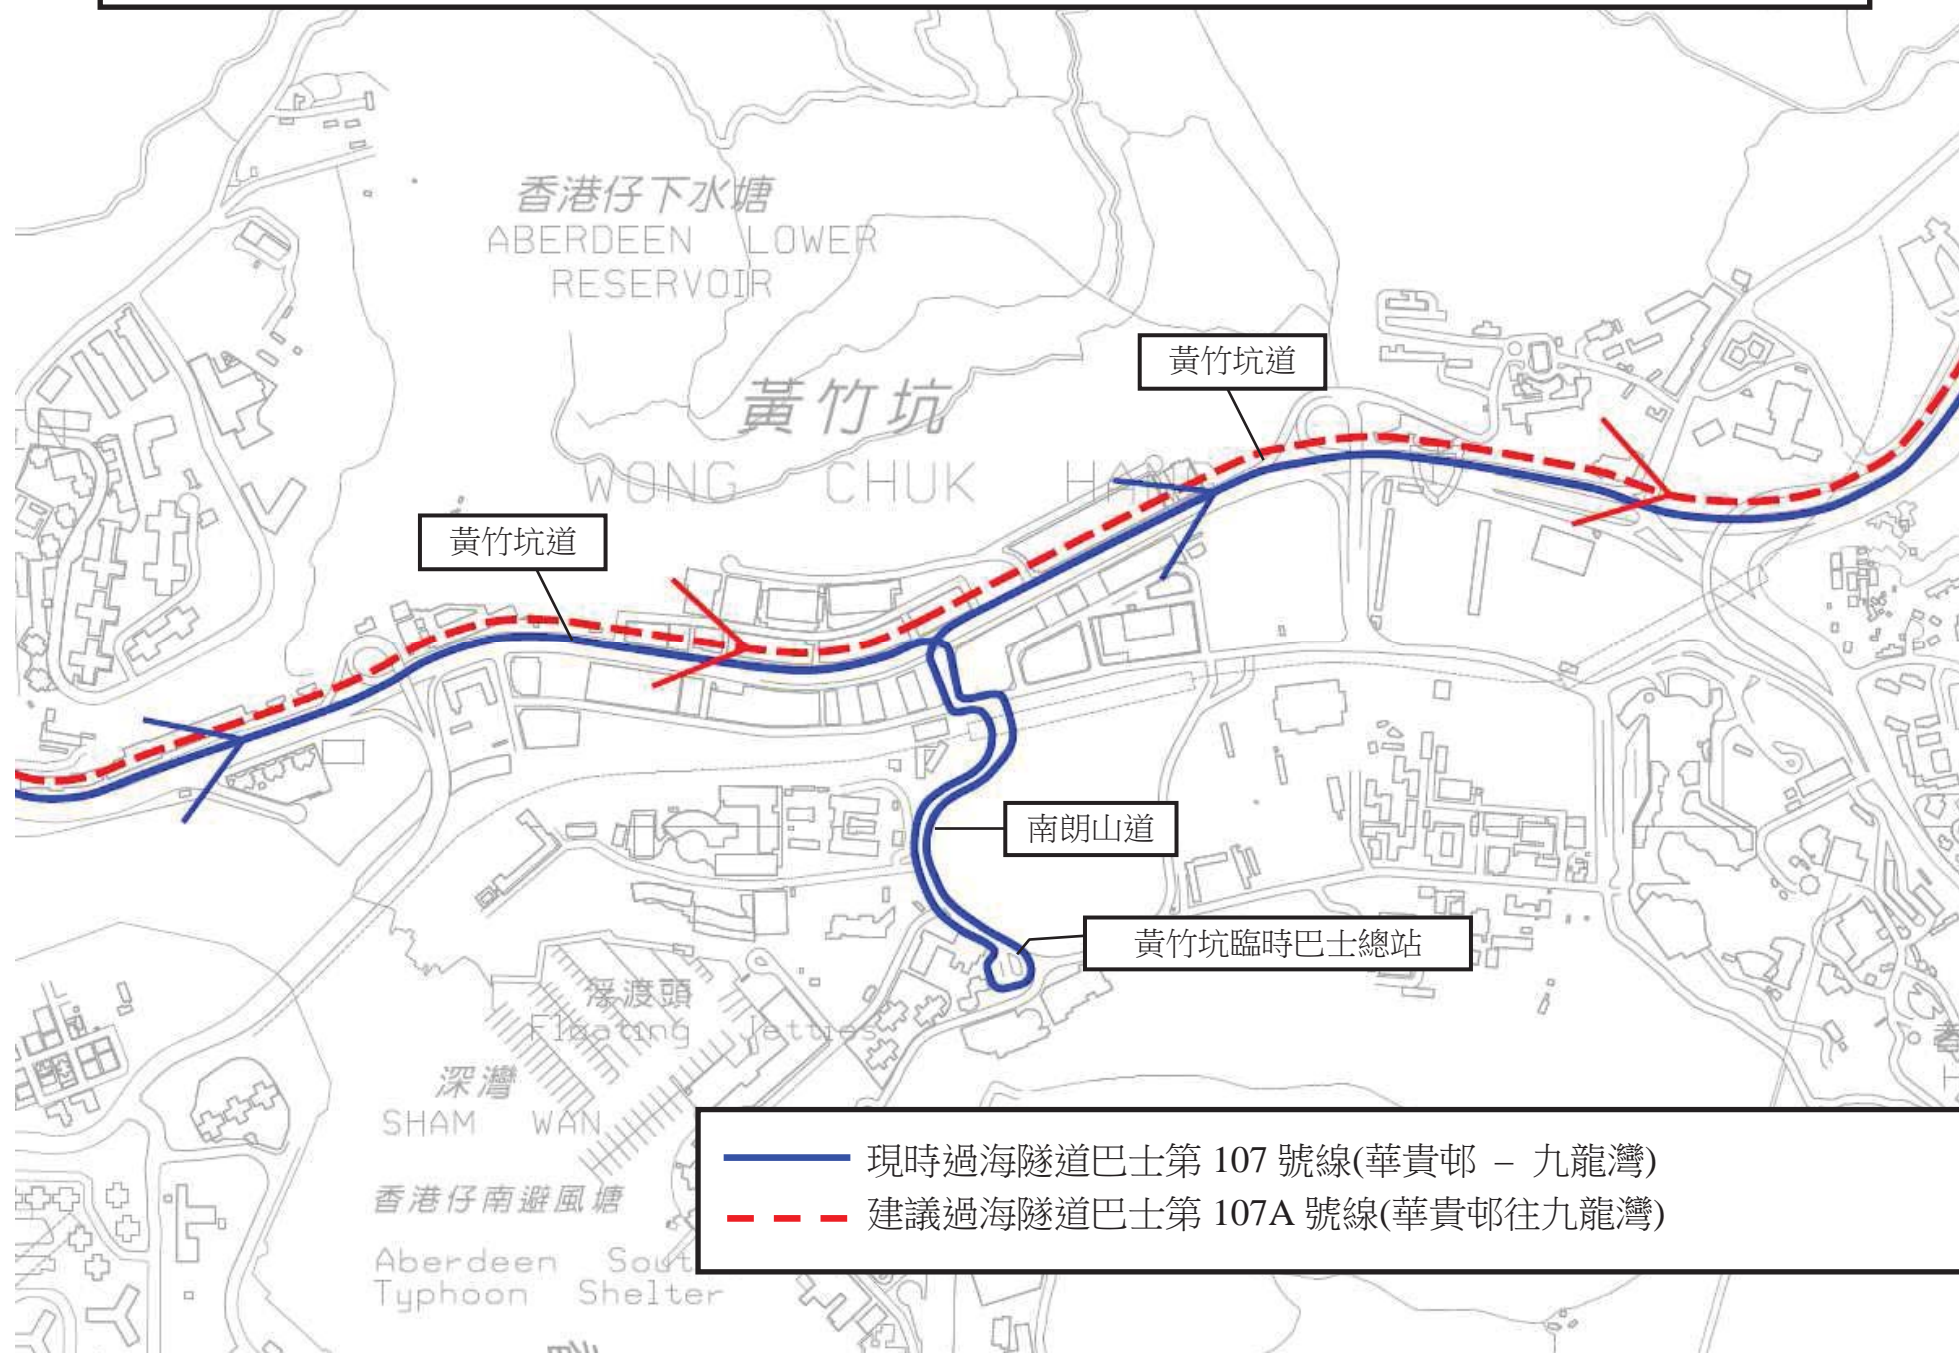 香港仔下水塘
ABERDEEN LOWER
RESERVOIR
黃竹坑道
黃竹坑
WONG CHUK HANG
黃竹坑道
南朗山道
黃竹坑臨時巴士總站
浮渡頭
Floating Jetties
深灣
SHAM WAN
現時過海隧道巴士第 107 號線(華貴邨 – 九龍灣)
建議過海隧道巴士第 107A 號線(華貴邨往九龍灣)
香港仔南避風塘
Aberdeen Sout
Typhoon Shelter